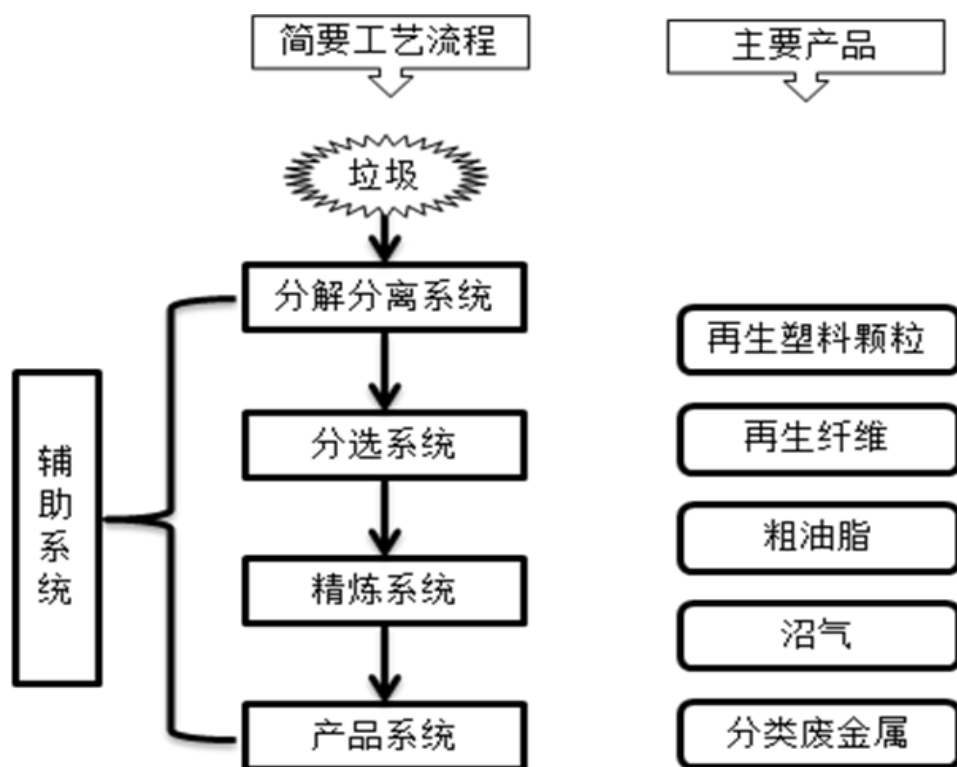 简要工艺流程
主要产品
垃圾
分解分离系统
分选系统
精炼系统
产品系统
辅助系统
再生塑料颗粒
再生纤维
粗油脂
沼气
分类废金属